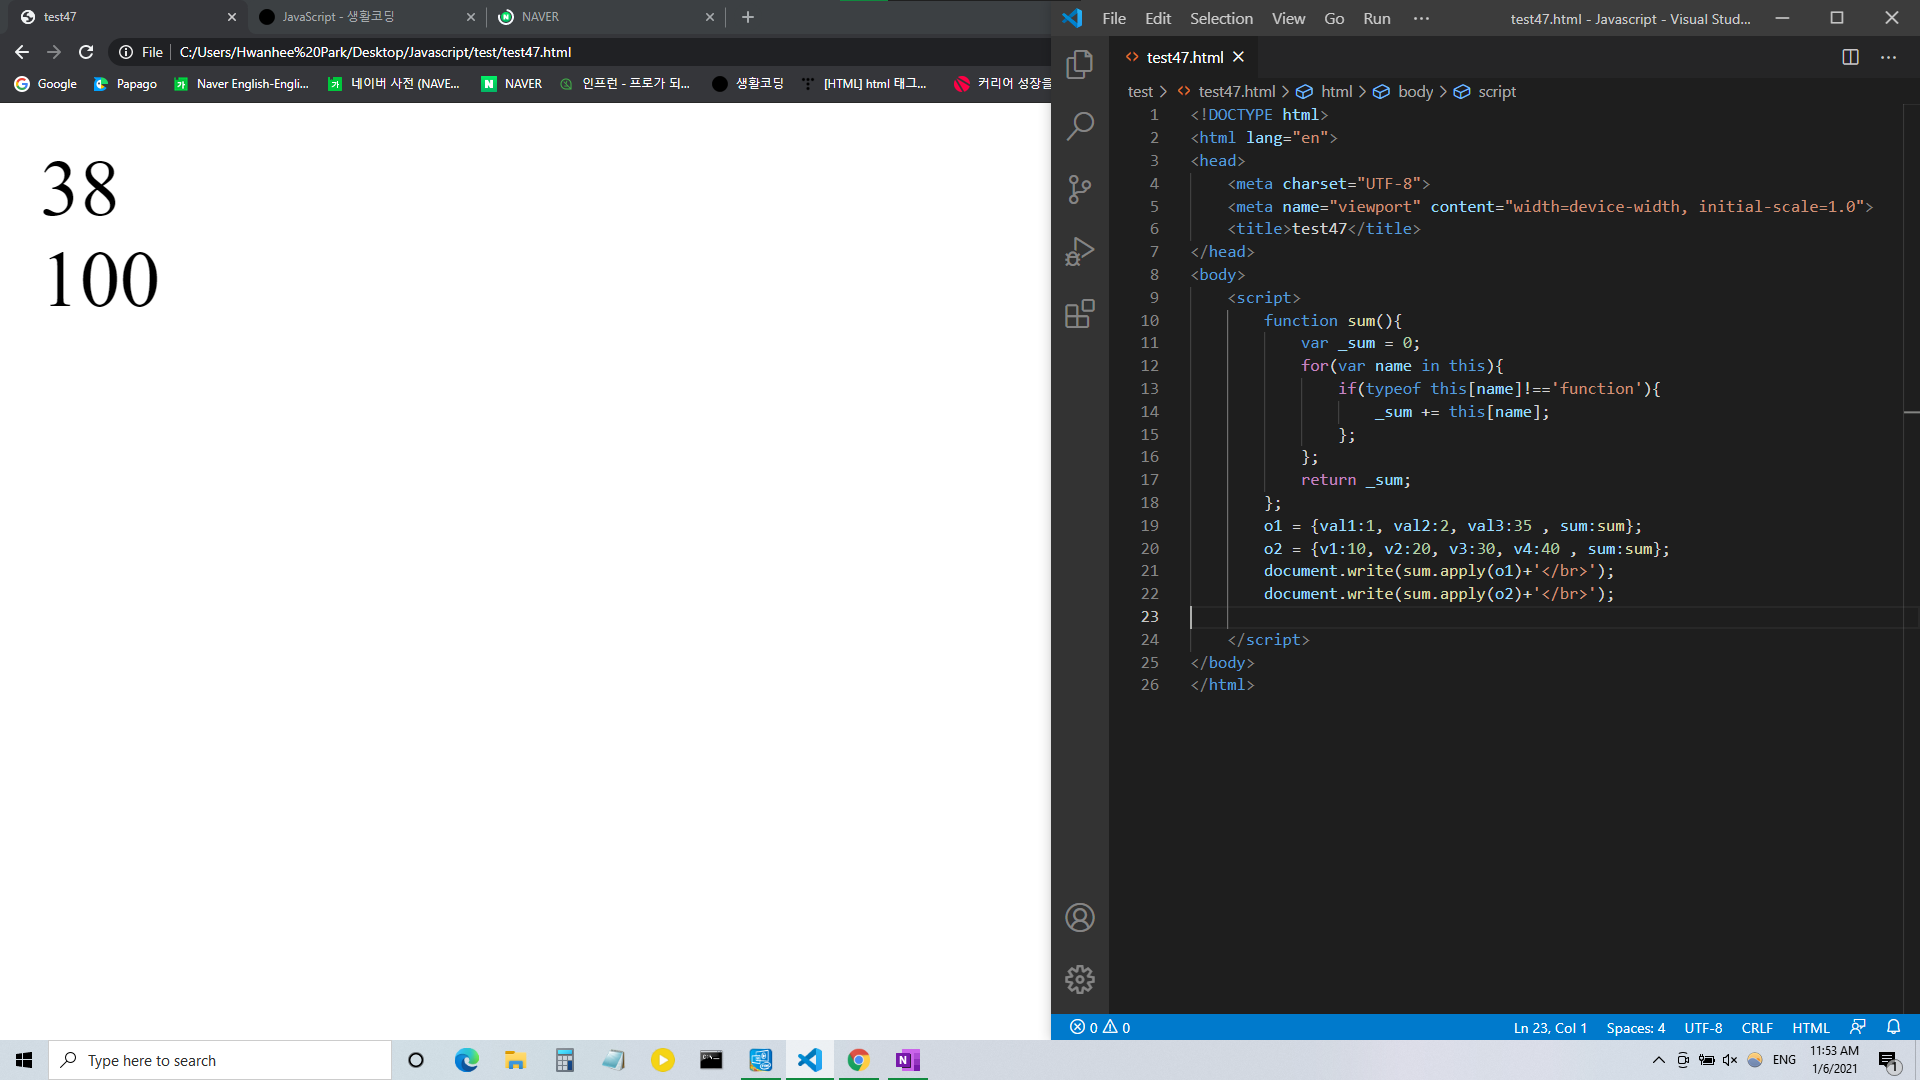 test47
JavaScript - 생활코딩
NAVER
File C:/Users/Hwanhee%20Park/Desktop/Javascript/test/test47.html
Google Papago Naver English-Engli... 네이버 사전 (NAVE... NAVER 인프런 - 프로가 되... 생활코딩 [HTML] html 태그... 커리어 성장을
38
100
File Edit Selection View Go Run ... test47.html - Javascript - Visual Stud...
test47.html
test > test47.html > html > body > script
1 <!DOCTYPE html>
2 <html lang="en">
3 <head>
4 <meta charset="UTF-8">
5 <meta name="viewport" content="width=device-width, initial-scale=1.0">
6 <title>test47</title>
7 </head>
8 <body>
9 <script>
10 function sum(){
11 var _sum = 0;
12 for(var name in this){
13 if(typeof this[name]!=='function'){
14 _sum += this[name];
15 };
16 };
17 return _sum;
18 };
19 o1 = {val1:1, val2:2, val3:35 , sum:sum};
20 o2 = {v1:10, v2:20, v3:30, v4:40 , sum:sum};
21 document.write(sum.apply(o1)+'</br>');
22 document.write(sum.apply(o2)+'</br>');
23
24 </script>
25 </body>
26 </html>
0 0 Ln 23, Col 1 Spaces: 4 UTF-8 CRLF HTML
Type here to search
ENG
11:53 AM
1/6/2021
1